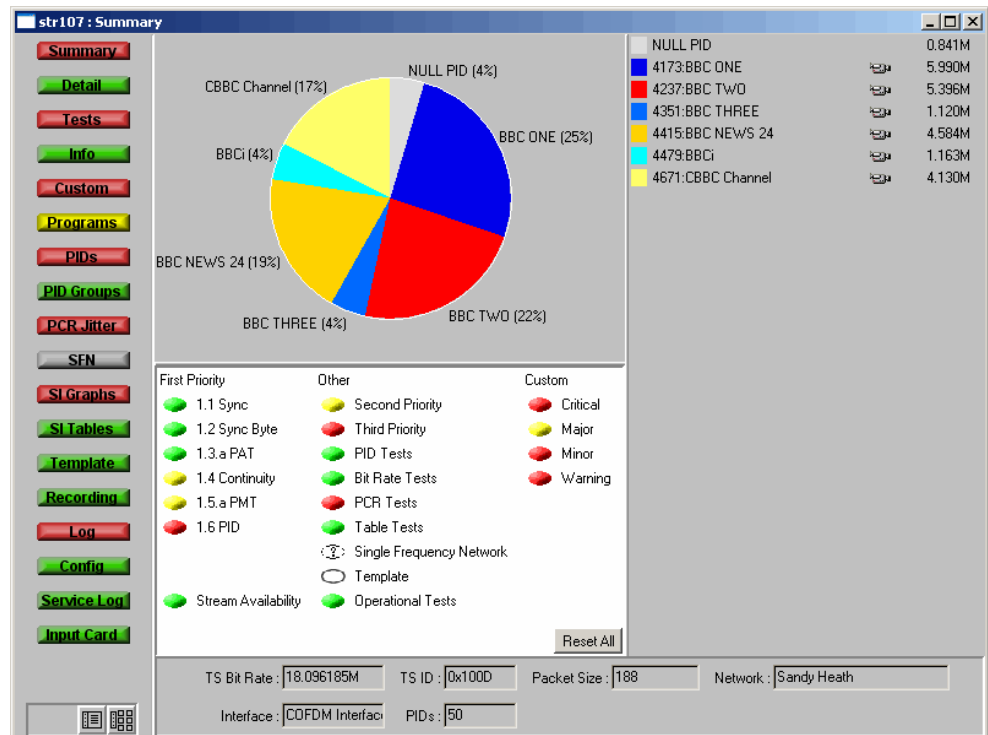 str107 : Summary
Summary
Detail
Tests
Info
Custom
Programs
PIDs
PID Groups
PCR Jitter
SFN
SI Graphs
SI Tables
Template
Recording
Log
Config
Service Log
Input Card
NULL PID (4%)
CBBC Channel (17%)
BBC ONE (25%)
BBCi (4%)
BBC NEWS 24 (19%)
BBC TWO (22%)
BBC THREE (4%)
NULL PID 0.841M
4173:BBC ONE 5.990M
4237:BBC TWO 5.396M
4351:BBC THREE 1.120M
4415:BBC NEWS 24 4.584M
4479:BBCi 1.163M
4671:CBBC Channel 4.130M
First Priority Other Custom
1.1 Sync Second Priority Critical
1.2 Sync Byte Third Priority Major
1.3.a PAT PID Tests Minor
1.4 Continuity Bit Rate Tests Warning
1.5.a PMT PCR Tests
1.6 PID Table Tests
? Single Frequency Network
Template
Stream Availability Operational Tests
Reset All
TS Bit Rate : 18.096185M TS ID : 0x100D Packet Size : 188 Network : Sandy Heath
Interface : COFDM Interfac PIDs : 50